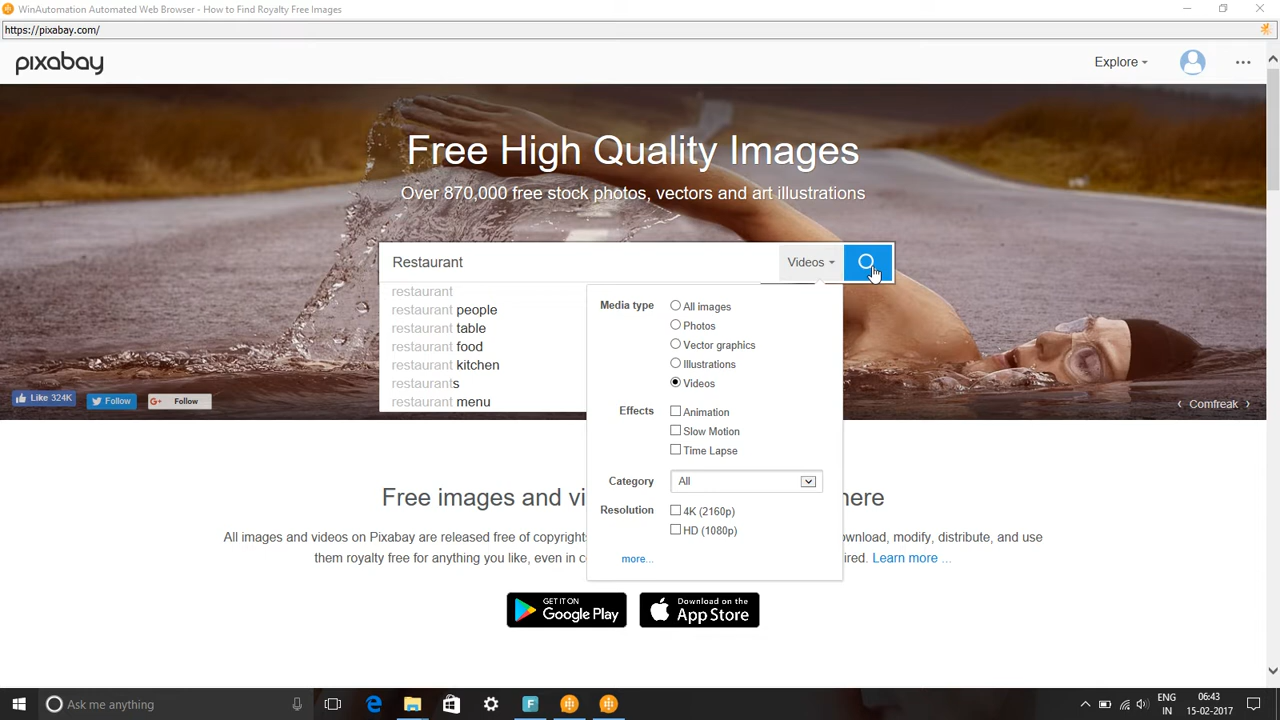 WinAutomation Automated Web Browser - How to Find Royalty Free Images
https://pixabay.com/
pixabay
Explore
Free High Quality Images
Over 870,000 free stock photos, vectors and art illustrations
Restaurant
Videos
restaurant
restaurant people
restaurant table
restaurant food
restaurant kitchen
restaurants
restaurant menu
Media type
All images
Photos
Vector graphics
Illustrations
Videos
Effects
Animation
Slow Motion
Time Lapse
Category
All
Resolution
4K (2160p)
HD (1080p)
more...
Like 324K
Follow
G+ Follow
‹ Comfreak ›
Free images and vi
here
All images and videos on Pixabay are released free of copyrights
download, modify, distribute, and use
them royalty free for anything you like, even in c
ired. Learn more ...
GET IT ON
Google Play
Download on the
App Store
Ask me anything
ENG
IN
06:43
15-02-2017